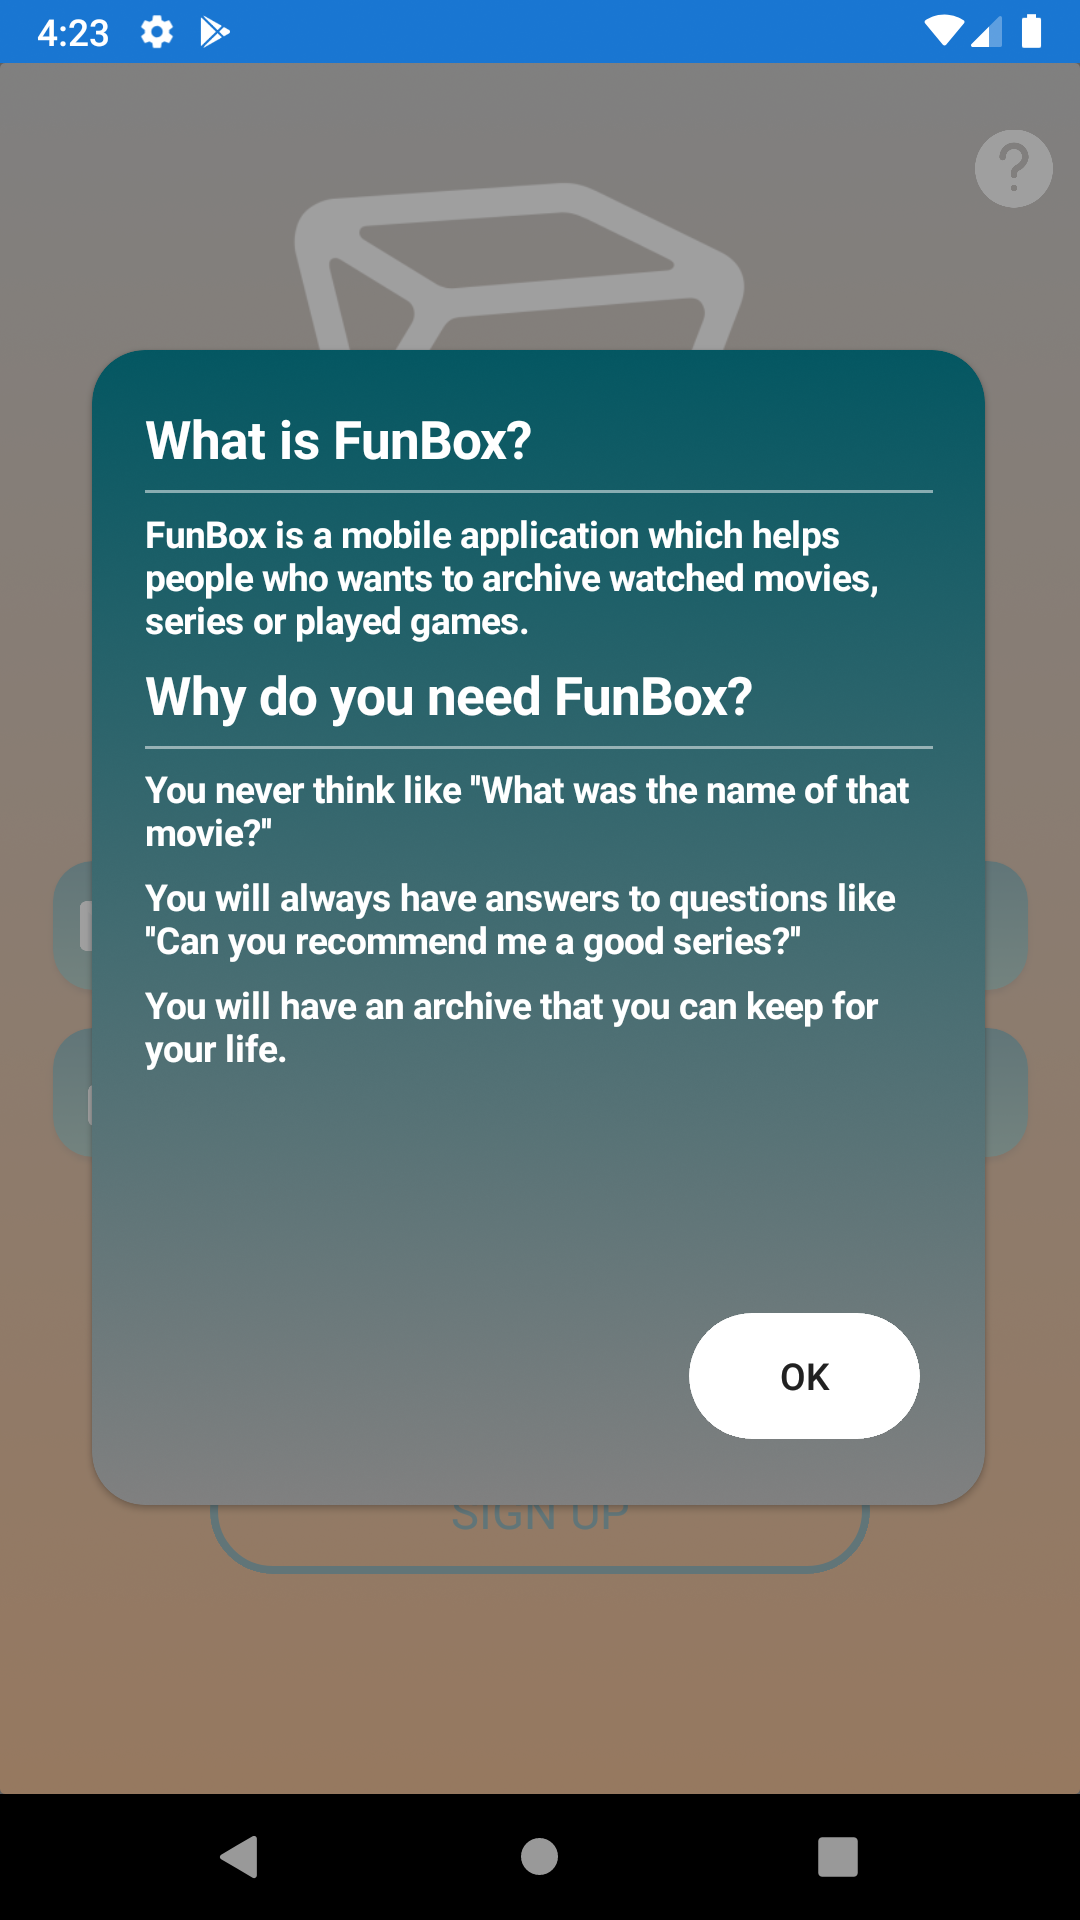 4:23
What is FunBox?
FunBox is a mobile application which helps
people who wants to archive watched movies,
series or played games.
Why do you need FunBox?
You never think like "What was the name of that
movie?"
You will always have answers to questions like
"Can you recommend me a good series?"
You will have an archive that you can keep for
your life.
OK
SIGN UP